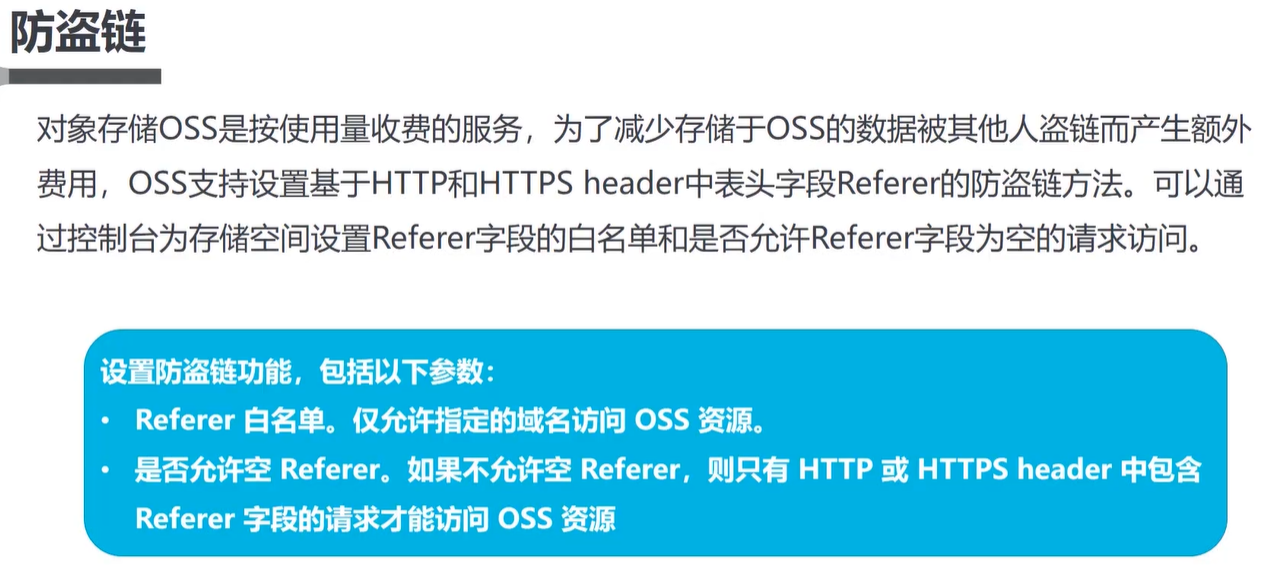 防盗链
对象存储OSS是按使用量收费的服务，为了减少存储于OSS的数据被其他人盗链而产生额外
费用，OSS支持设置基于HTTP和HTTPS header中表头字段Referer的防盗链方法。可以通
过控制台为存储空间设置Referer字段的白名单和是否允许Referer字段为空的请求访问。
设置防盗链功能，包括以下参数：
• Referer 白名单。仅允许指定的域名访问 OSS 资源。
• 是否允许空 Referer。如果不允许空 Referer，则只有 HTTP 或 HTTPS header 中包含
Referer 字段的请求才能访问 OSS 资源